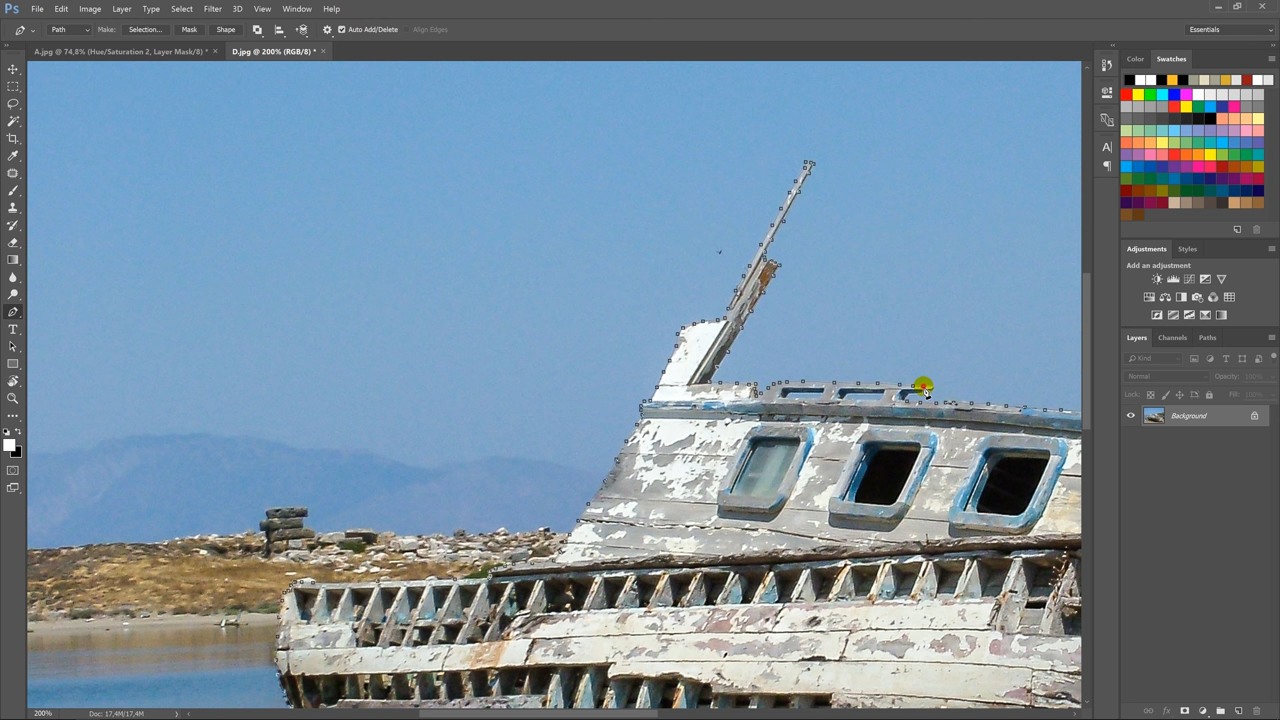 Ps File Edit Image Layer Type Select Filter 3D View Window Help
Path Make: Selection... Mask Shape Auto Add/Delete Align Edges Essentials
A.jpg @ 74,8% (Hue/Saturation 2, Layer Mask/8) * × D.jpg @ 200% (RGB/8) * ×
Color Swatches
Adjustments Styles
Add an adjustment
Layers Channels Paths
Kind
Normal Opacity: 100%
Lock: Fill: 100%
Background
200% Doc: 17,4M/17,4M